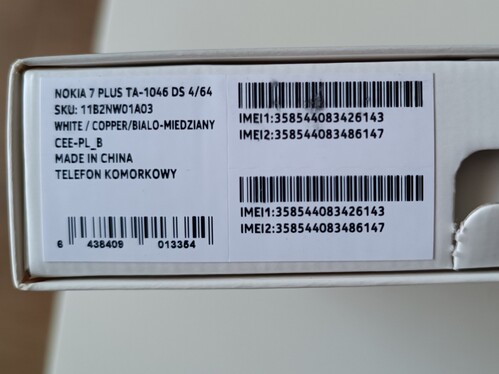 NOKIA 7 PLUS TA-1046 DS 4/64
SKU: 11B2NW01A03
WHITE / COPPER/BIALO-MIEDZIANY
CEE-PL_B
MADE IN CHINA
TELEFON KOMORKOWY
6 438409 013354
IMEI1:358544083426143
IMEI2:358544083486147
IMEI1:358544083426143
IMEI2:358544083486147